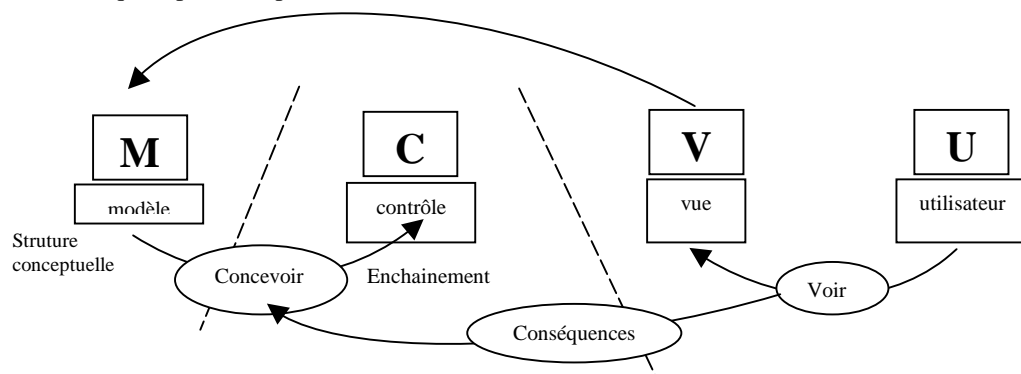 M
C
V
U
modèle
contrôle
vue
utilisateur
Struture
conceptuelle
Concevoir
Enchainement
Voir
Conséquences